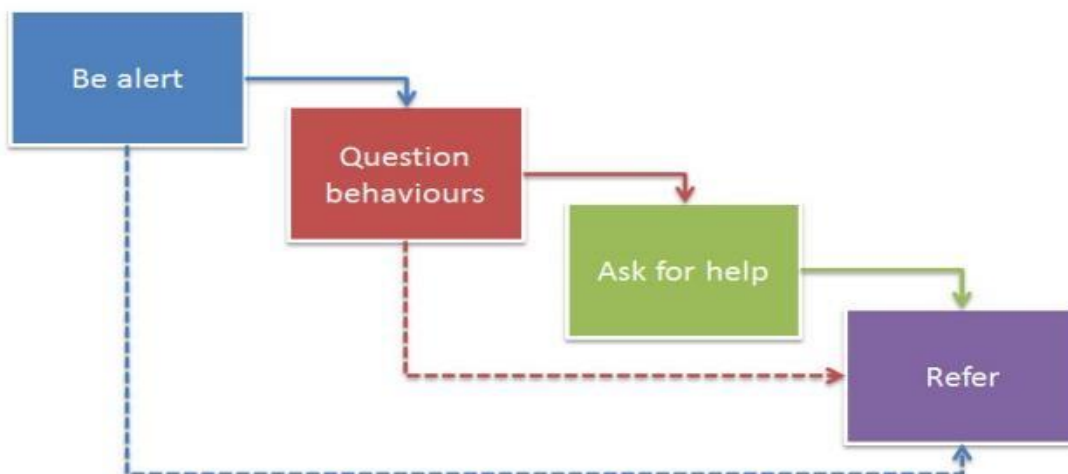 Be alert
Question
behaviours
Ask for help
Refer